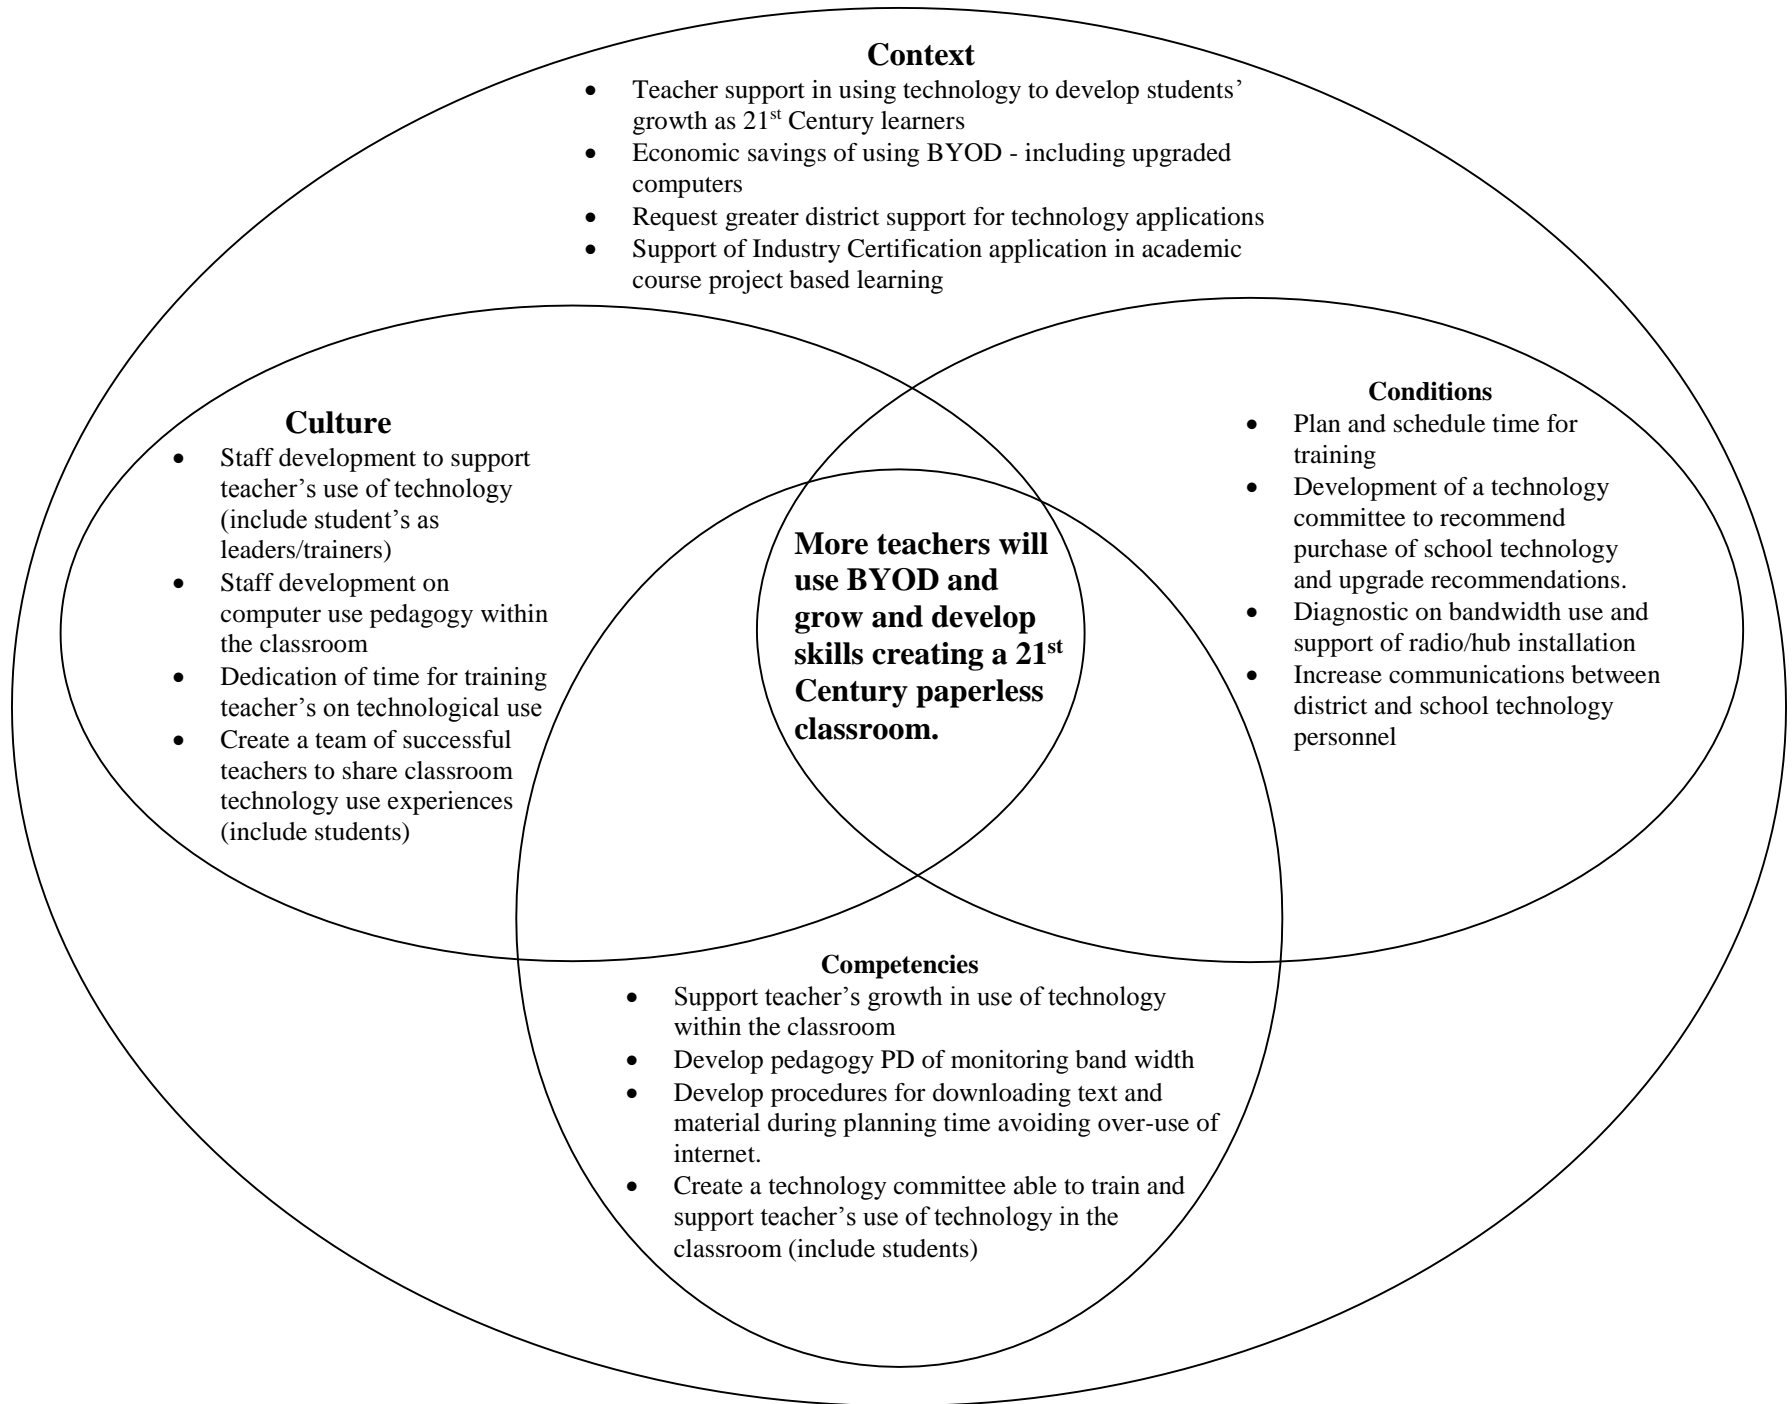 Context
• Teacher support in using technology to develop students’
growth as 21st Century learners
• Economic savings of using BYOD - including upgraded
computers
• Request greater district support for technology applications
• Support of Industry Certification application in academic
course project based learning
Culture
• Staff development to support
teacher’s use of technology
(include student’s as
leaders/trainers)
• Staff development on
computer use pedagogy within
the classroom
• Dedication of time for training
teacher’s on technological use
• Create a team of successful
teachers to share classroom
technology use experiences
(include students)
More teachers will
use BYOD and
grow and develop
skills creating a 21st
Century paperless
classroom.
Conditions
• Plan and schedule time for
training
• Development of a technology
committee to recommend
purchase of school technology
and upgrade recommendations.
• Diagnostic on bandwidth use and
support of radio/hub installation
• Increase communications between
district and school technology
personnel
Competencies
• Support teacher’s growth in use of technology
within the classroom
• Develop pedagogy PD of monitoring band width
• Develop procedures for downloading text and
material during planning time avoiding over-use of
internet.
• Create a technology committee able to train and
support teacher’s use of technology in the
classroom (include students)